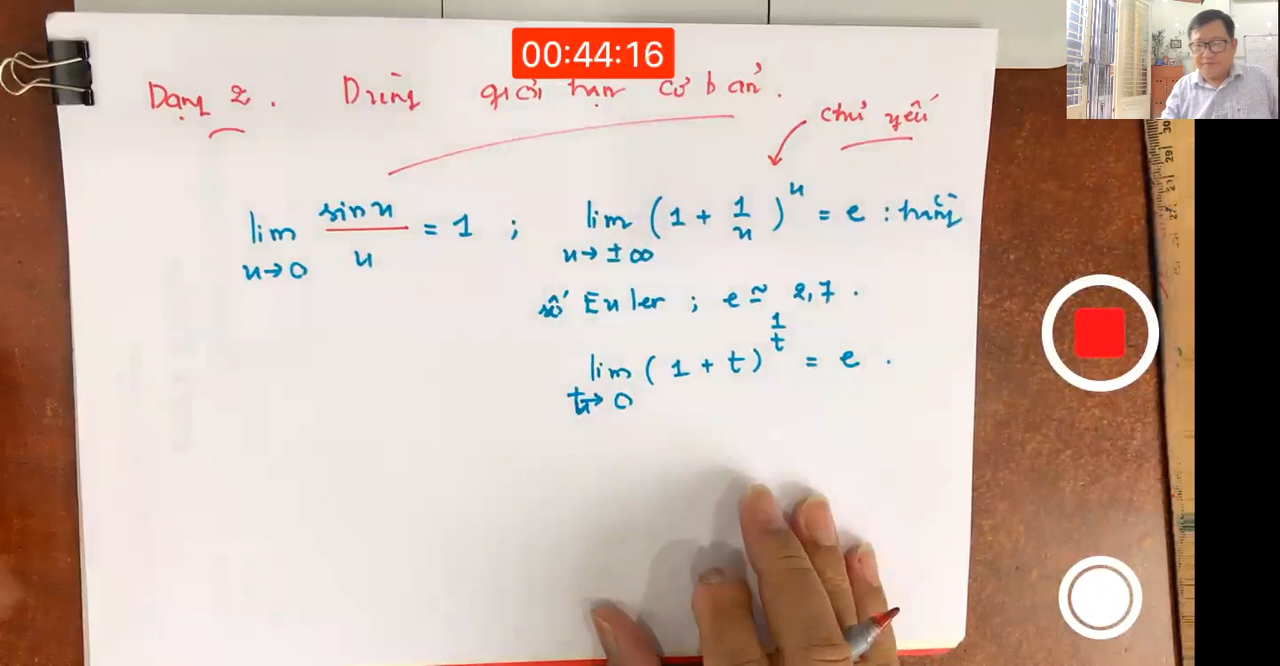 00:44:16
Dạng 2. Dùng giới hạn cơ bản.
chủ yếu
lim sin x / x = 1 ; lim (1 + 1/x)^x = e : trùng
x→0 x→ ±∞
số Euler ; e ≃ 2,7 .
lim (1 + t)^1/t = e .
t→ 0